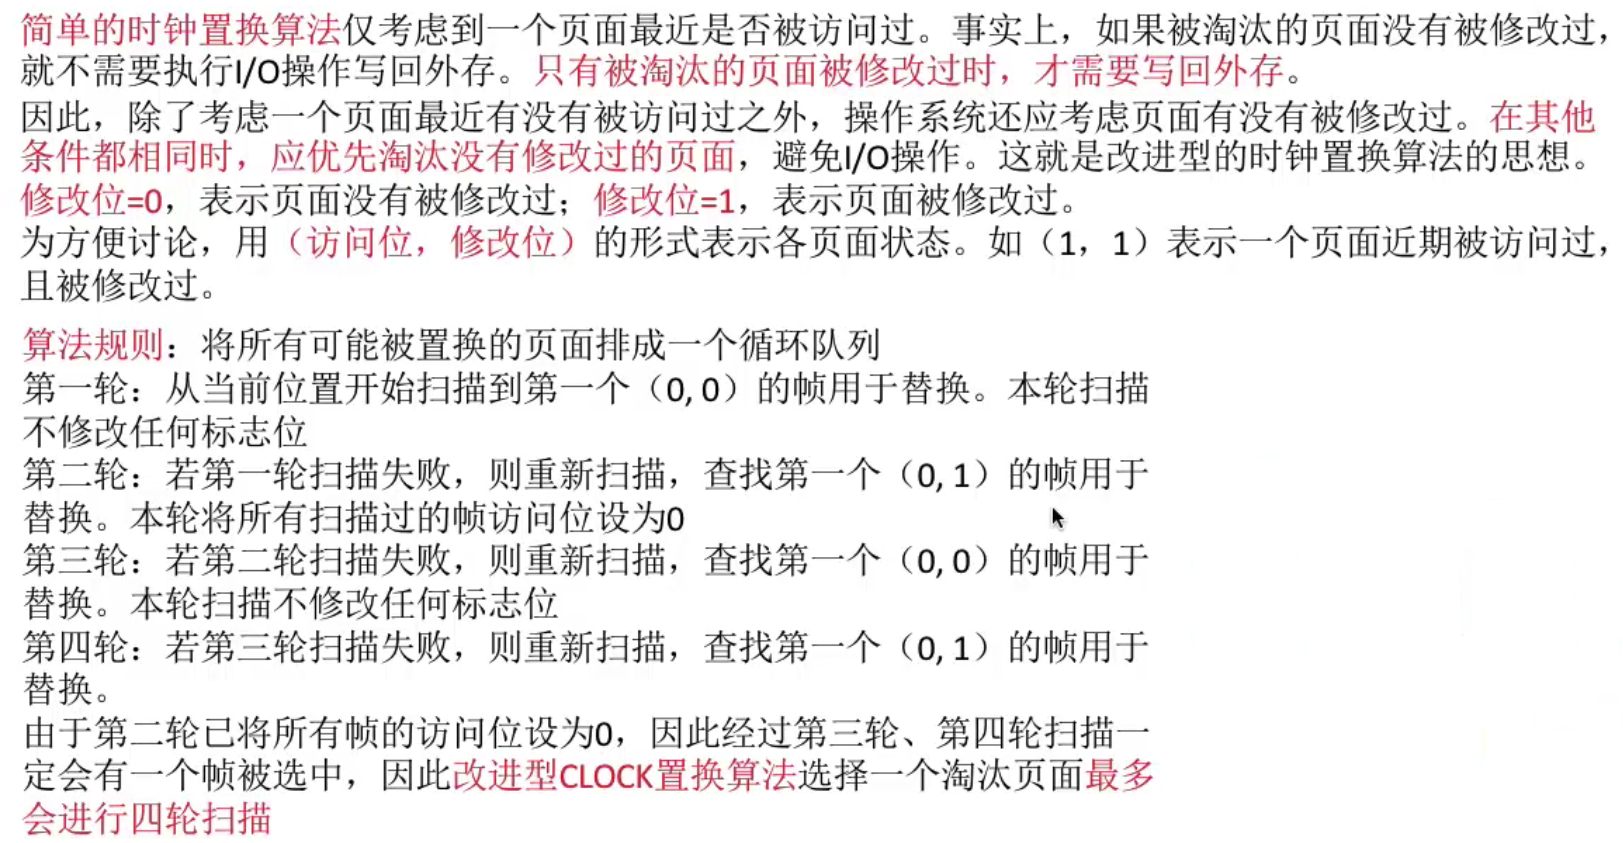 简单的时钟置换算法仅考虑到一个页面最近是否被访问过。事实上，如果被淘汰的页面没有被修改过，
就不需要执行I/O操作写回外存。只有被淘汰的页面被修改过时，才需要写回外存。
因此，除了考虑一个页面最近有没有被访问过之外，操作系统还应考虑页面有没有被修改过。在其他
条件都相同时，应优先淘汰没有修改过的页面，避免I/O操作。这就是改进型的时钟置换算法的思想。
修改位=0，表示页面没有被修改过；修改位=1，表示页面被修改过。
为方便讨论，用（访问位，修改位）的形式表示各页面状态。如（1，1）表示一个页面近期被访问过，
且被修改过。
算法规则：将所有可能被置换的页面排成一个循环队列
第一轮：从当前位置开始扫描到第一个（0, 0）的帧用于替换。本轮扫描
不修改任何标志位
第二轮：若第一轮扫描失败，则重新扫描，查找第一个（0, 1）的帧用于
替换。本轮将所有扫描过的帧访问位设为0
第三轮：若第二轮扫描失败，则重新扫描，查找第一个（0, 0）的帧用于
替换。本轮扫描不修改任何标志位
第四轮：若第三轮扫描失败，则重新扫描，查找第一个（0, 1）的帧用于
替换。
由于第二轮已将所有帧的访问位设为0，因此经过第三轮、第四轮扫描一
定会有一个帧被选中，因此改进型CLOCK置换算法选择一个淘汰页面最多
会进行四轮扫描